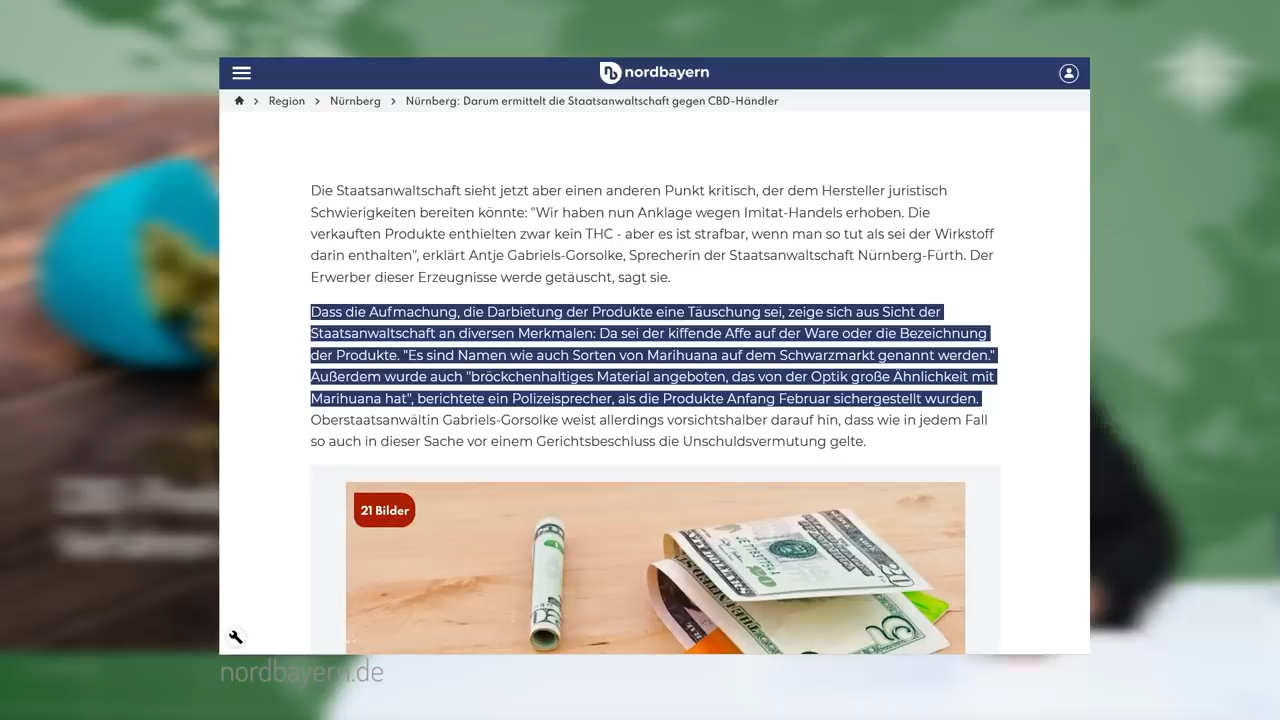 nordbayern
Region > Nürnberg > Nürnberg: Darum ermittelt die Staatsanwaltschaft gegen CBD-Händler
Die Staatsanwaltschaft sieht jetzt aber einen anderen Punkt kritisch, der dem Hersteller juristisch
Schwierigkeiten bereiten könnte: "Wir haben nun Anklage wegen Imitat-Handels erhoben. Die
verkauften Produkte enthielten zwar kein THC - aber es ist strafbar, wenn man so tut als sei der Wirkstoff
darin enthalten", erklärt Antje Gabriels-Gorsolke, Sprecherin der Staatsanwaltschaft Nürnberg-Fürth. Der
Erwerber dieser Erzeugnisse werde getäuscht, sagt sie.
Dass die Aufmachung, die Darbietung der Produkte eine Täuschung sei, zeige sich aus Sicht der
Staatsanwaltschaft an diversen Merkmalen: Da sei der kiffende Affe auf der Ware oder die Bezeichnung
der Produkte. "Es sind Namen wie auch Sorten von Marihuana auf dem Schwarzmarkt genannt werden."
Außerdem wurde auch "bröckchenhaltiges Material angeboten, das von der Optik große Ähnlichkeit mit
Marihuana hat", berichtete ein Polizeisprecher, als die Produkte Anfang Februar sichergestellt wurden.
Oberstaatsanwältin Gabriels-Gorsolke weist allerdings vorsichtshalber darauf hin, dass wie in jedem Fall
so auch in dieser Sache vor einem Gerichtsbeschluss die Unschuldsvermutung gelte.
21 Bilder
nordbayern.de